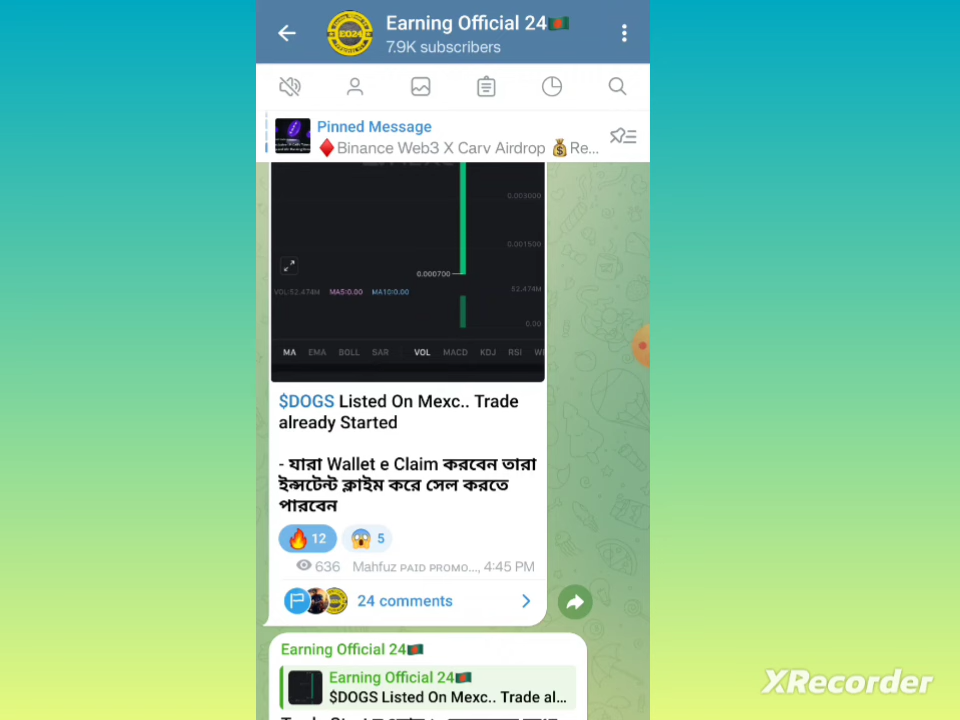 Earning Official 24🇧🇩
EO24
7.9K subscribers
Pinned Message
♦️Binance Web3 X Carv Airdrop 💰Re...
0.003000
0.001500
0.000700
VOL:52.474M MA5:0.00 MA10:0.00
52.474M
0.00
MA EMA BOLL SAR VOL MACD KDJ RSI
$DOGS Listed On Mexc.. Trade
already Started
- যারা Wallet e Claim করবেন তারা
ইন্সটেন্ট ক্লাইম করে সেল করতে
পারবেন
🔥 12 😱 5
636 Mahfuz PAID PROMO..., 4:45 PM
24 comments
Earning Official 24🇧🇩
Earning Official 24🇧🇩
$DOGS Listed On Mexc.. Trade al...
XRecorder